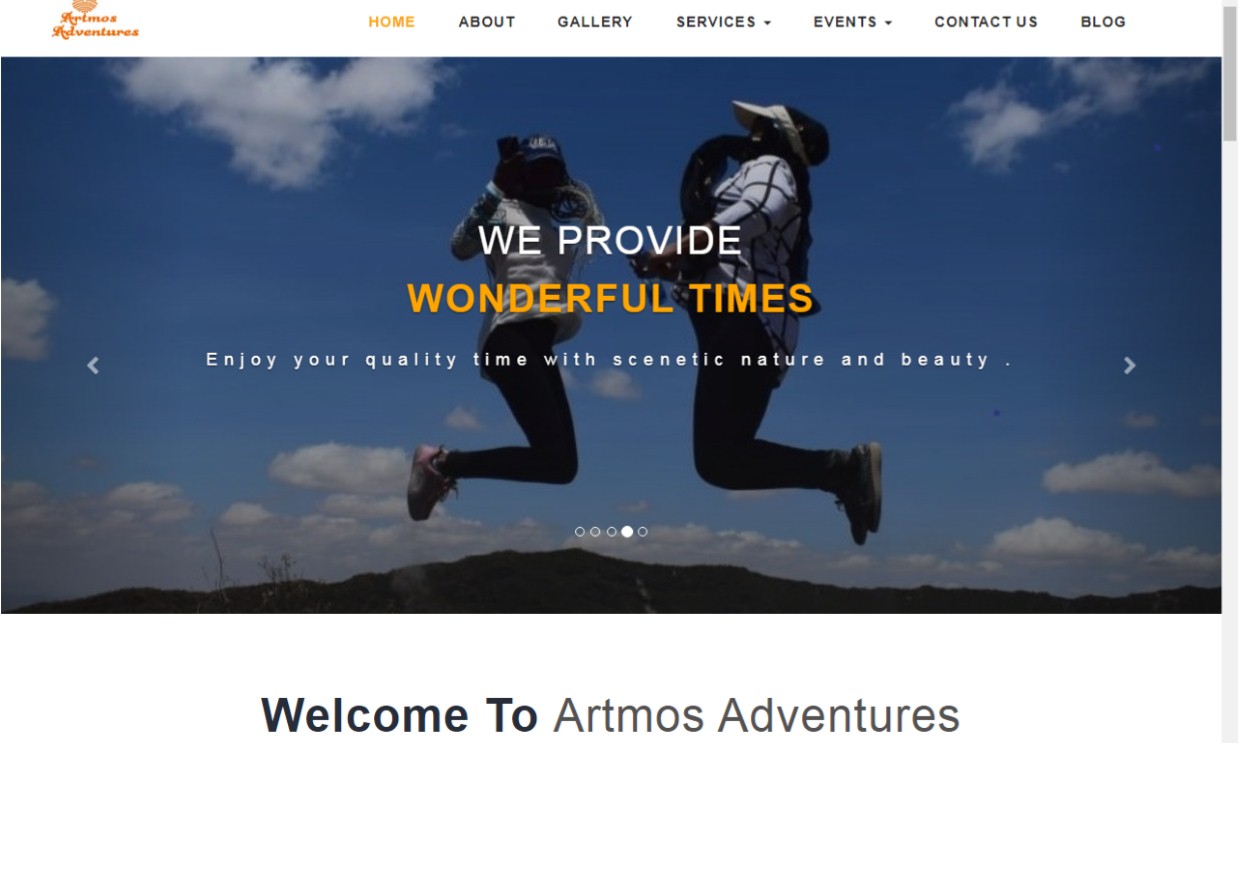 Artmos
Adventures
HOME ABOUT GALLERY SERVICES EVENTS CONTACT US BLOG
WE PROVIDE
WONDERFUL TIMES
Enjoy your quality time with scenetic nature and beauty .
Welcome To Artmos Adventures